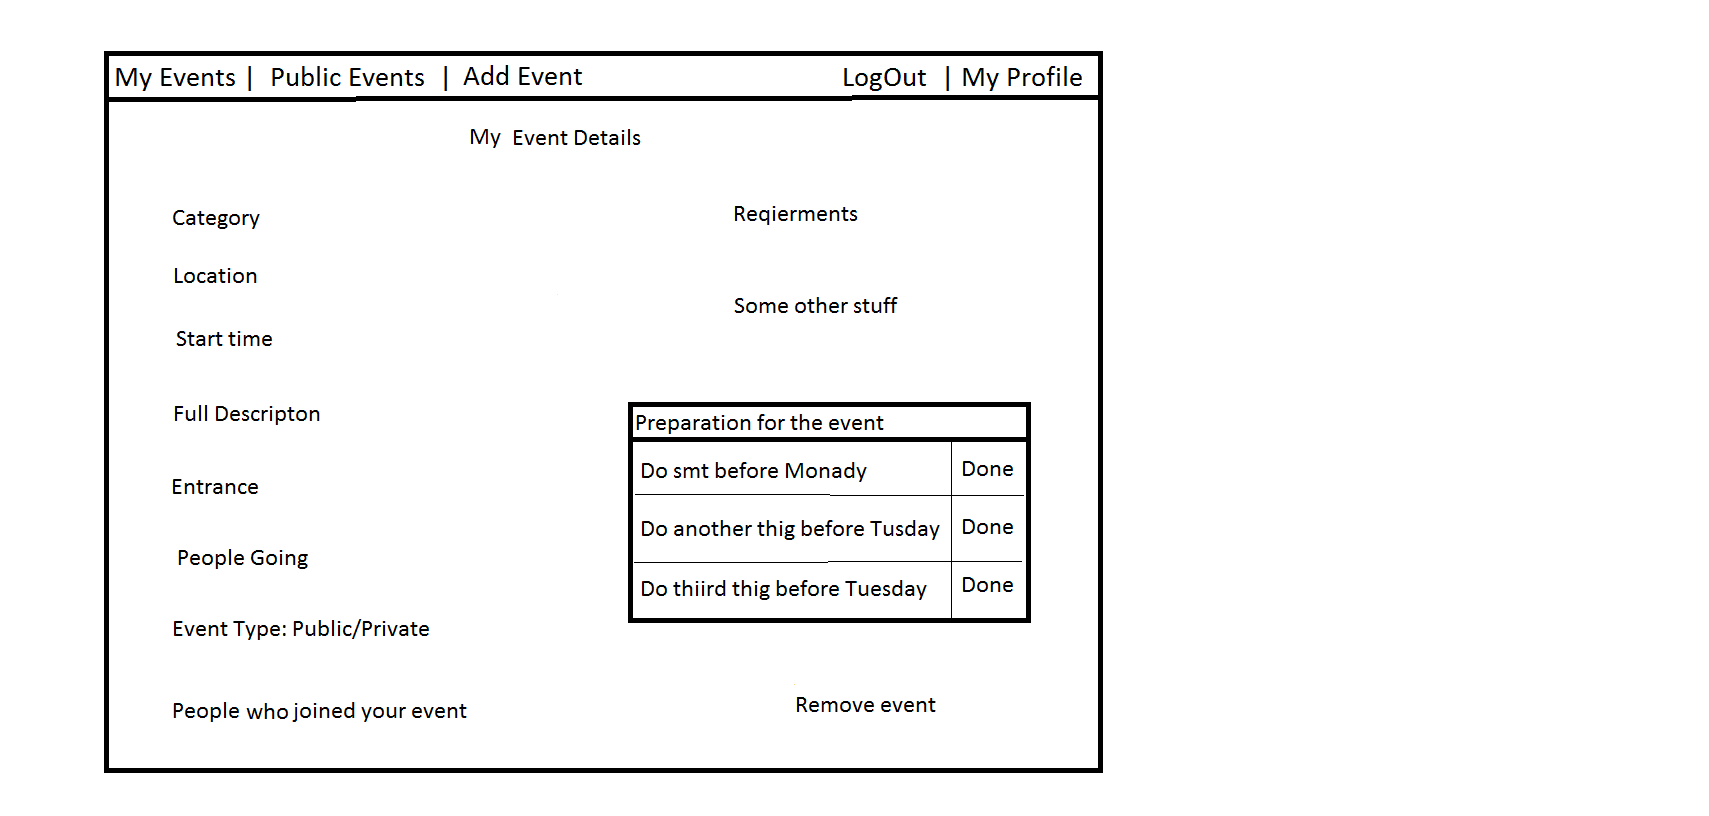 My Events | Public Events | Add Event LogOut | My Profile
My Event Details
Category
Location
Start time
Full Descripton
Entrance
People Going
Event Type: Public/Private
People who joined your event
Reqierments
Some other stuff
Preparation for the event
Do smt before Monady Done
Do another thig before Tusday Done
Do thiird thig before Tuesday Done
Remove event